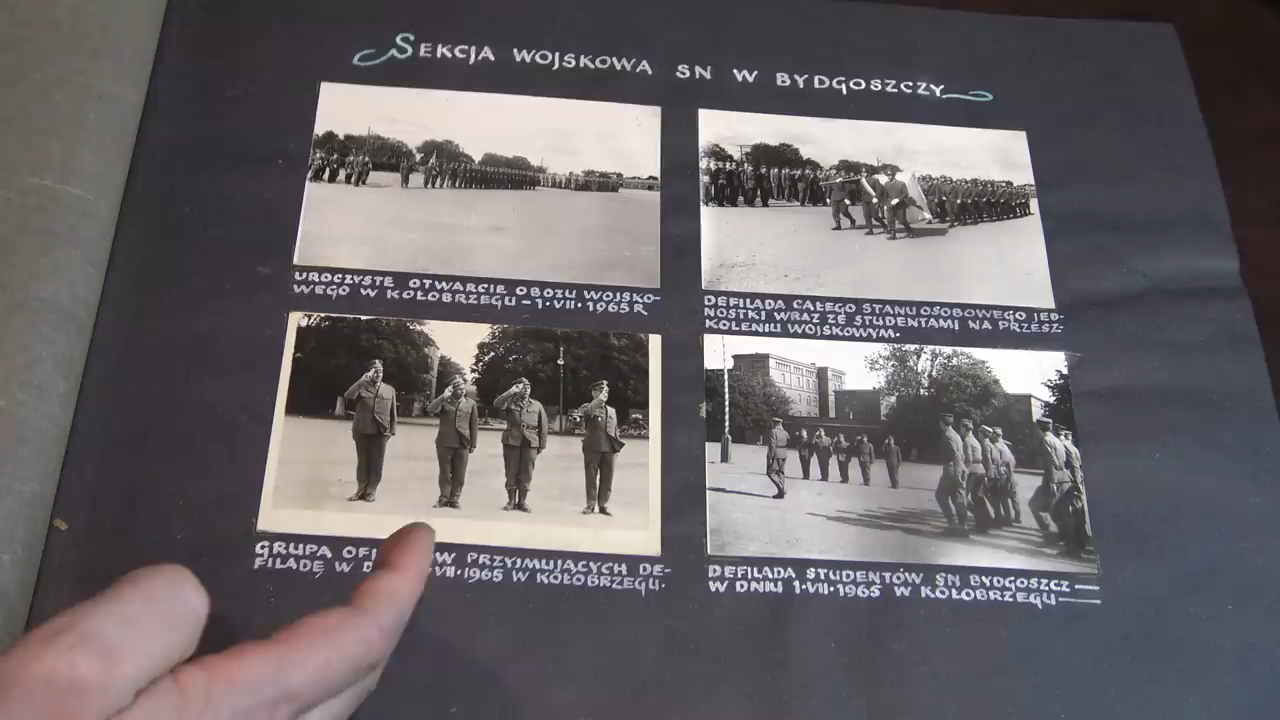 SEKCJA WOJSKOWA SN W BYDGOSZCZY
UROCZYSTE OTWARCIE OBOZU WOJSKO-
WEGO W KOŁOBRZEGU - 1·VII·1965 R
DEFILADA CAŁEGO STANU OSOBOWEGO JED-
NOSTKI WRAZ ZE STUDENTAMI NA PRZESZ-
KOLENIU WOJSKOWYM.
GRUPA W PRZYJMUJĄCYCH DE-
FILADĘ W VII·1965 W KOŁOBRZEGU.
DEFILADA STUDENTÓW SN BYDGOSZCZ —
W DNIU 1·VII·1965 W KOŁOBRZEGU —